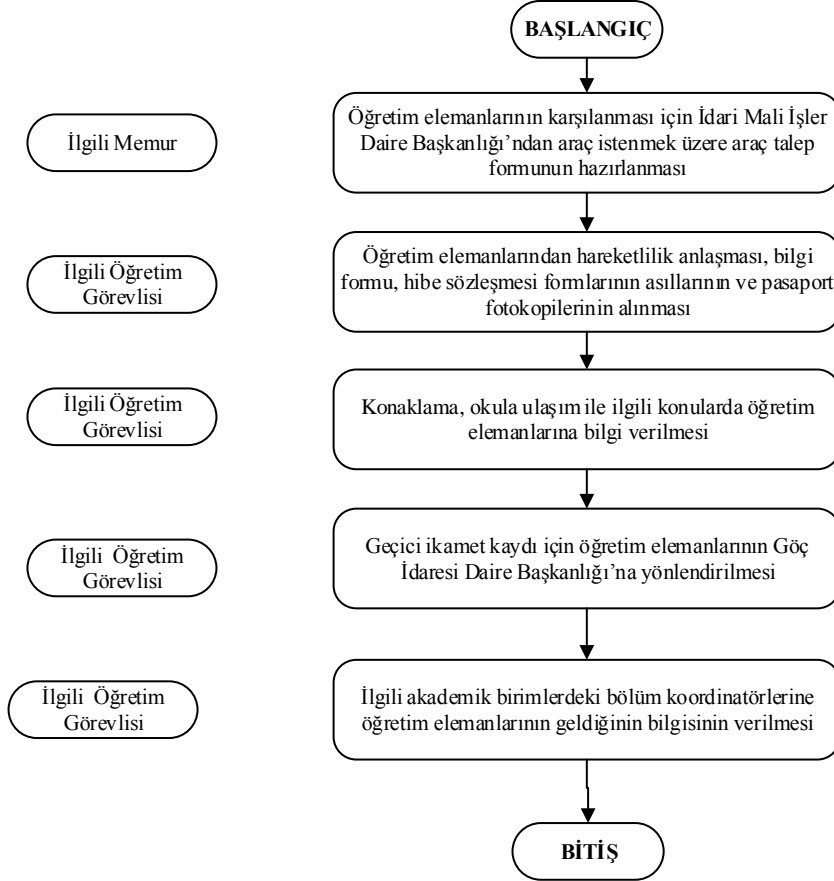 BAŞLANGIÇ
İlgili Memur
Öğretim elemanlarının karşılanması için İdari Mali İşler
Daire Başkanlığı’ndan araç istenmek üzere araç talep
formunun hazırlanması
İlgili Öğretim
Görevlisi
Öğretim elemanlarından hareketlilik anlaşması, bilgi
formu, hibe sözleşmesi formlarının asıllarının ve pasaport
fotokopilerinin alınması
İlgili Öğretim
Görevlisi
Konaklama, okula ulaşım ile ilgili konularda öğretim
elemanlarına bilgi verilmesi
İlgili Öğretim
Görevlisi
Geçici ikamet kaydı için öğretim elemanlarının Göç
İdaresi Daire Başkanlığı’na yönlendirilmesi
İlgili Öğretim
Görevlisi
İlgili akademik birimlerdeki bölüm koordinatörlerine
öğretim elemanlarının geldiğinin bilgisinin verilmesi
BİTİŞ